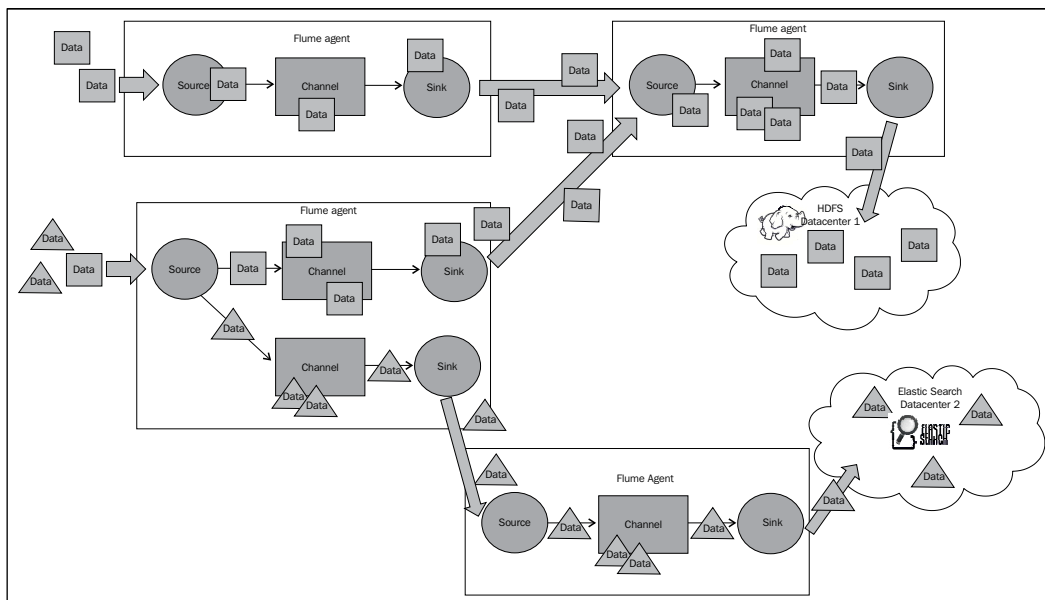 Flume agent
Data
Data
Source
Data
Channel
Data
Data
Sink
Data
Data
Flume agent
Source
Data
Data
Channel
Data
Data
Data
Sink
Data
HDFS
Datacenter 1
Data
Data
Data
Data
Flume agent
Data
Data
Data
Source
Data
Data
Channel
Data
Data
Sink
Data
Data
Data
Data
Channel
Data
Data
Data
Sink
Data
Data
Flume Agent
Source
Data
Channel
Data
Data
Data
Sink
Data
Elastic Search
Datacenter 2
Data
Data
ELASTIC
SEARCH
Data